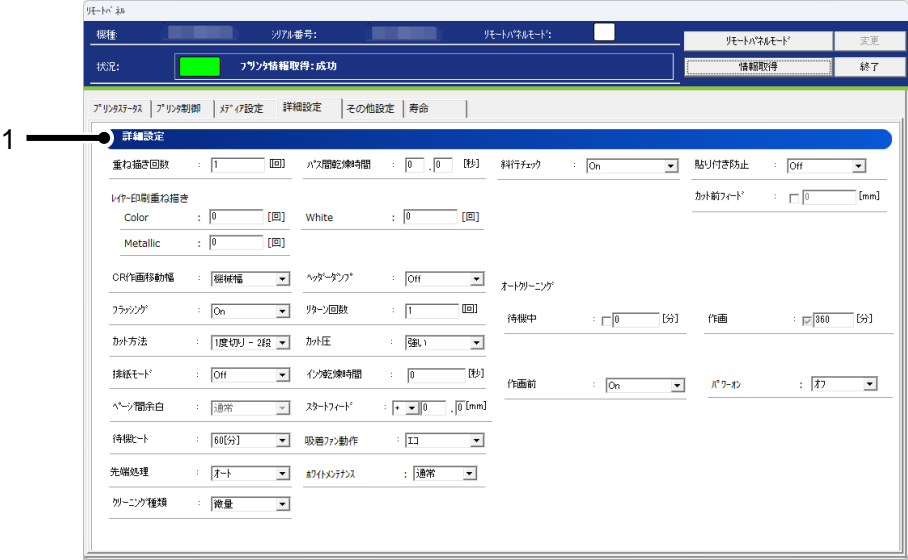 ﾘﾓｰﾄﾊﾟﾈﾙ
機種: ｼﾘｱﾙ番号: ﾘﾓｰﾄﾊﾟﾈﾙﾓｰﾄﾞ: ﾘﾓｰﾄﾊﾟﾈﾙﾓｰﾄﾞ 変更
状況: ﾌﾟﾘﾝﾀ情報取得:成功 情報取得 終了
ﾌﾟﾘﾝﾀｽﾃｰﾀｽ ﾌﾟﾘﾝﾀ制御 ﾒﾃﾞｨｱ設定 詳細設定 その他設定 寿命
1 詳細設定
重ね描き回数 : 1 [回] ﾊﾟｽ間乾燥時間 : 0 .0 [秒] 斜行ﾁｪｯｸ : On 貼り付き防止 : Off
ﾚｲﾔｰ印刷重ね描き ｶｯﾄ前ﾌｨｰﾄﾞ : 0 [mm]
Color : 0 [回] White : 0 [回]
Metallic : 0 [回]
CR作画移動幅 : 機械幅 ﾍｯﾀﾞｰﾀﾞﾝﾌﾟ : Off ｵｰﾄｸﾘｰﾆﾝｸﾞ
ﾌﾗｯｼﾝｸﾞ : On ﾘﾀｰﾝ回数 : 1 [回] 待機中 : 0 [分] 作画 : 360 [分]
ｶｯﾄ方法 : 1度切り - 2段 ｶｯﾄ圧 : 強い
排紙ﾓｰﾄﾞ : Off ｲﾝｸ乾燥時間 : 0 [秒] 作画前 : On ﾊﾟﾜｰｵﾝ : ｵﾌ
ﾍﾟｰｼﾞ間余白 : 通常 ｽﾀｰﾄﾌｨｰﾄﾞ : + 0 .0 [mm]
待機ﾋｰﾄ : 60[分] 吸着ﾌｧﾝ動作 : ｴｺ
先端処理 : ｵｰﾄ ﾎﾜｲﾄﾒﾝﾃﾅﾝｽ : 通常
ｸﾘｰﾆﾝｸﾞ種類 : 微量